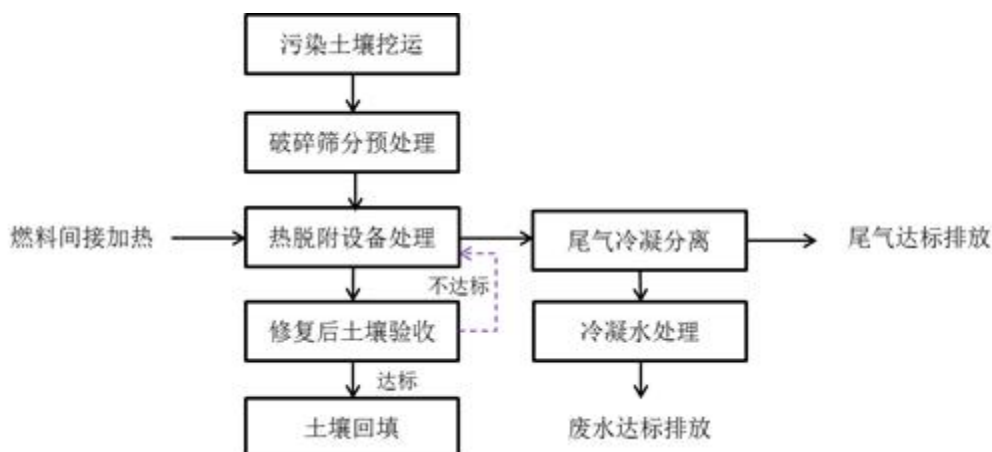 污染土壤挖运
破碎筛分预处理
燃料间接加热
热脱附设备处理
尾气冷凝分离
尾气达标排放
不达标
修复后土壤验收
冷凝水处理
达标
土壤回填
废水达标排放